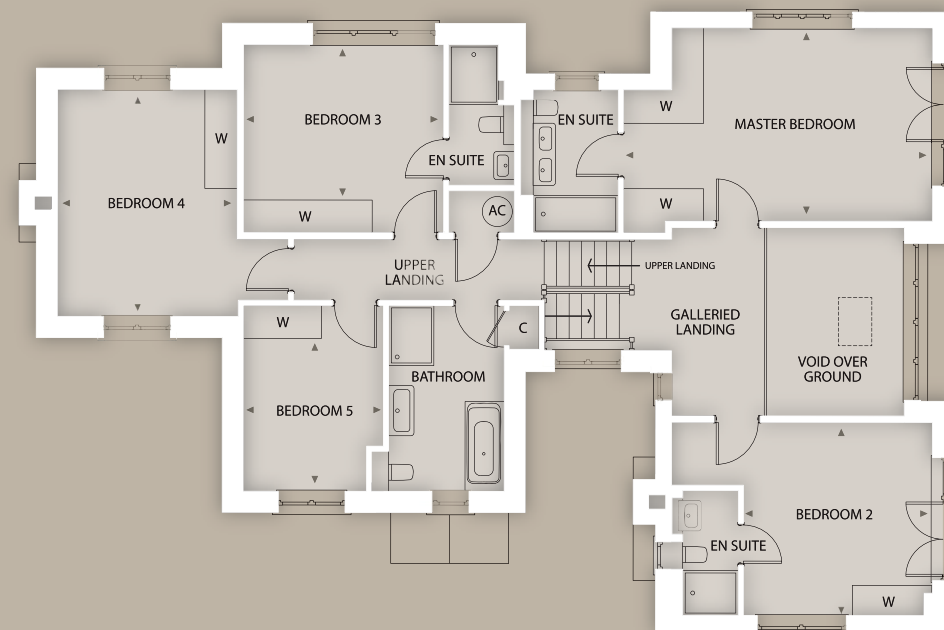 BEDROOM 3
EN SUITE
W
BEDROOM 4
W
AC
EN SUITE
W
MASTER BEDROOM
W
UPPER
LANDING
UPPER LANDING
GALLERIED
LANDING
VOID OVER
GROUND
W
C
BATHROOM
BEDROOM 5
BEDROOM 2
EN SUITE
W